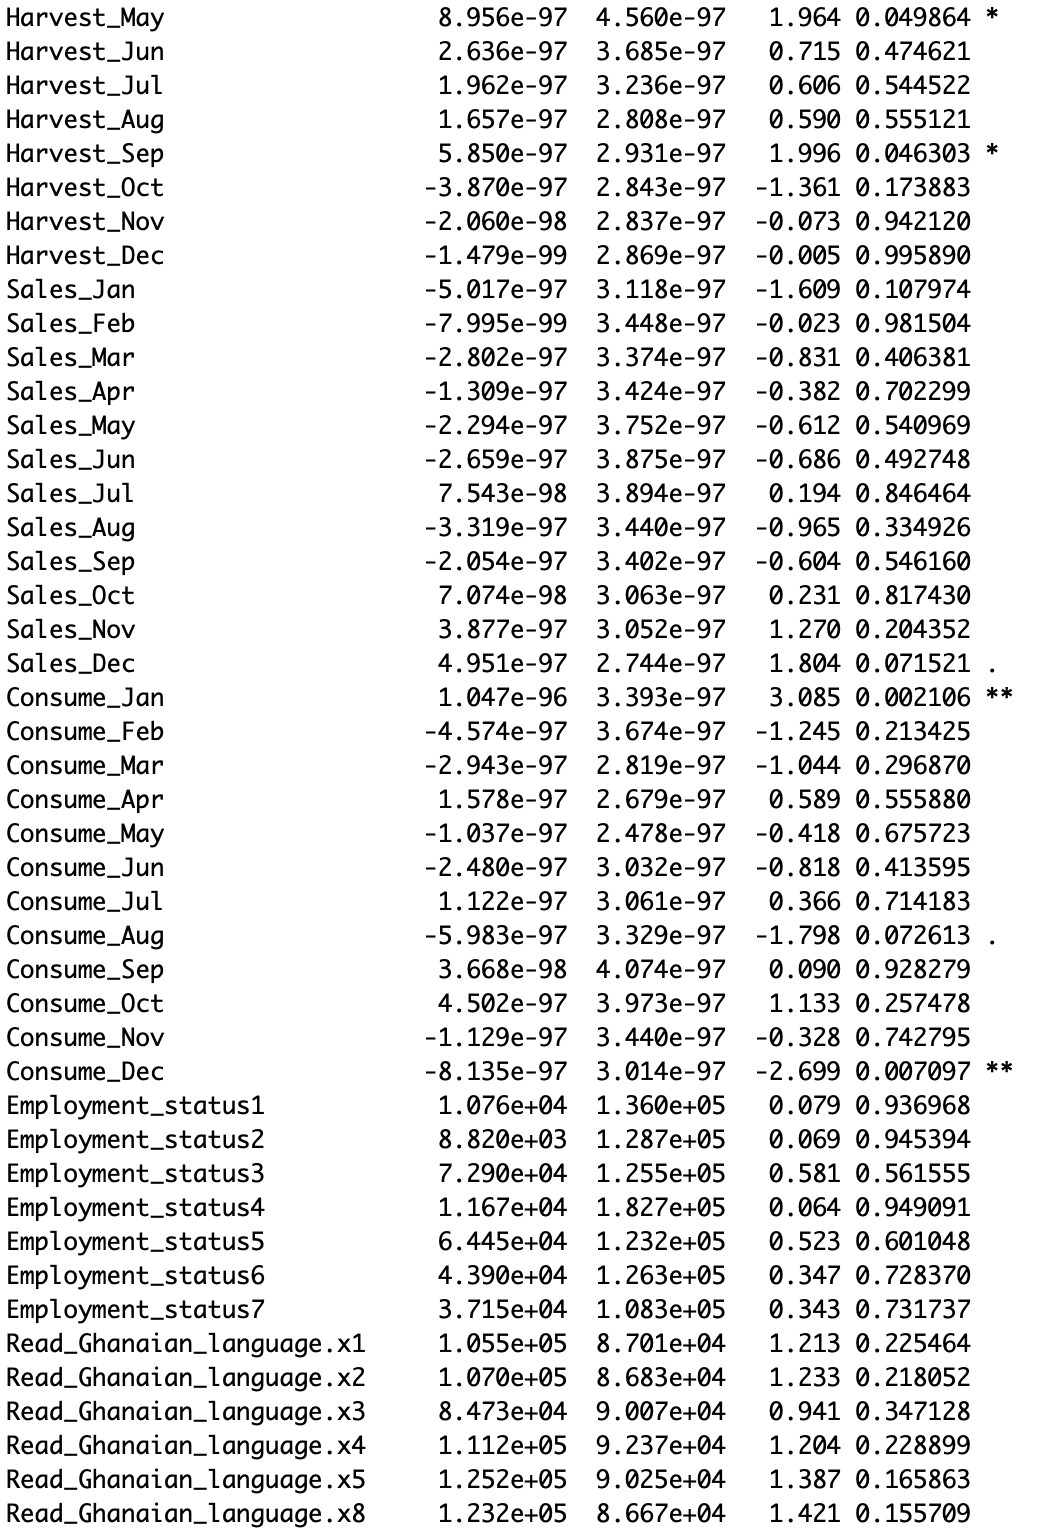 Harvest_May 8.956e-97 4.560e-97 1.964 0.049864 *
Harvest_Jun 2.636e-97 3.685e-97 0.715 0.474621
Harvest_Jul 1.962e-97 3.236e-97 0.606 0.544522
Harvest_Aug 1.657e-97 2.808e-97 0.590 0.555121
Harvest_Sep 5.850e-97 2.931e-97 1.996 0.046303 *
Harvest_Oct -3.870e-97 2.843e-97 -1.361 0.173883
Harvest_Nov -2.060e-98 2.837e-97 -0.073 0.942120
Harvest_Dec -1.479e-99 2.869e-97 -0.005 0.995890
Sales_Jan -5.017e-97 3.118e-97 -1.609 0.107974
Sales_Feb -7.995e-99 3.448e-97 -0.023 0.981504
Sales_Mar -2.802e-97 3.374e-97 -0.831 0.406381
Sales_Apr -1.309e-97 3.424e-97 -0.382 0.702299
Sales_May -2.294e-97 3.752e-97 -0.612 0.540969
Sales_Jun -2.659e-97 3.875e-97 -0.686 0.492748
Sales_Jul 7.543e-98 3.894e-97 0.194 0.846464
Sales_Aug -3.319e-97 3.440e-97 -0.965 0.334926
Sales_Sep -2.054e-97 3.402e-97 -0.604 0.546160
Sales_Oct 7.074e-98 3.063e-97 0.231 0.817430
Sales_Nov 3.877e-97 3.052e-97 1.270 0.204352
Sales_Dec 4.951e-97 2.744e-97 1.804 0.071521 .
Consume_Jan 1.047e-96 3.393e-97 3.085 0.002106 **
Consume_Feb -4.574e-97 3.674e-97 -1.245 0.213425
Consume_Mar -2.943e-97 2.819e-97 -1.044 0.296870
Consume_Apr 1.578e-97 2.679e-97 0.589 0.555880
Consume_May -1.037e-97 2.478e-97 -0.418 0.675723
Consume_Jun -2.480e-97 3.032e-97 -0.818 0.413595
Consume_Jul 1.122e-97 3.061e-97 0.366 0.714183
Consume_Aug -5.983e-97 3.329e-97 -1.798 0.072613 .
Consume_Sep 3.668e-98 4.074e-97 0.090 0.928279
Consume_Oct 4.502e-97 3.973e-97 1.133 0.257478
Consume_Nov -1.129e-97 3.440e-97 -0.328 0.742795
Consume_Dec -8.135e-97 3.014e-97 -2.699 0.007097 **
Employment_status1 1.076e+04 1.360e+05 0.079 0.936968
Employment_status2 8.820e+03 1.287e+05 0.069 0.945394
Employment_status3 7.290e+04 1.255e+05 0.581 0.561555
Employment_status4 1.167e+04 1.827e+05 0.064 0.949091
Employment_status5 6.445e+04 1.232e+05 0.523 0.601048
Employment_status6 4.390e+04 1.263e+05 0.347 0.728370
Employment_status7 3.715e+04 1.083e+05 0.343 0.731737
Read_Ghanaian_language.x1 1.055e+05 8.701e+04 1.213 0.225464
Read_Ghanaian_language.x2 1.070e+05 8.683e+04 1.233 0.218052
Read_Ghanaian_language.x3 8.473e+04 9.007e+04 0.941 0.347128
Read_Ghanaian_language.x4 1.112e+05 9.237e+04 1.204 0.228899
Read_Ghanaian_language.x5 1.252e+05 9.025e+04 1.387 0.165863
Read_Ghanaian_language.x8 1.232e+05 8.667e+04 1.421 0.155709